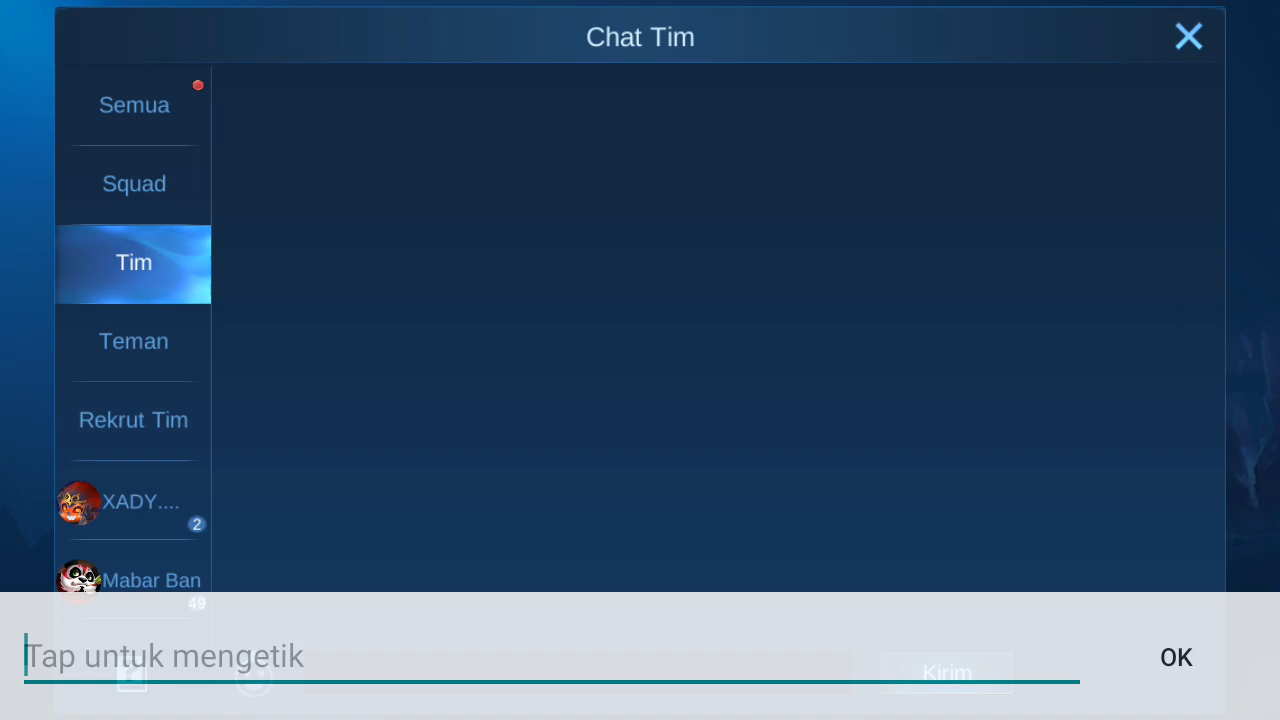 Chat Tim
Semua
Squad
Tim
Teman
Rekrut Tim
XADY....
2
Mabar Ban
49
Tap untuk mengetik
OK
Kirim